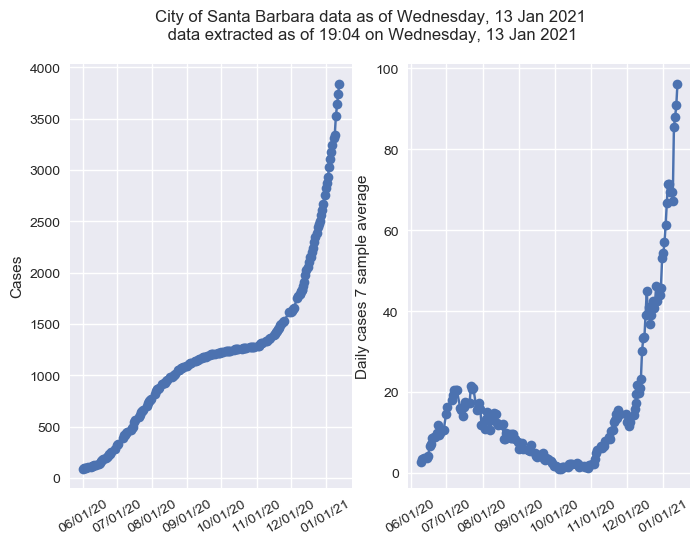 City of Santa Barbara data as of Wednesday, 13 Jan 2021
data extracted as of 19:04 on Wednesday, 13 Jan 2021
Cases
4000
3500
3000
2500
2000
1500
1000
500
0
06/01/20 07/01/20 08/01/20 09/01/20 10/01/20 11/01/20 12/01/20 01/01/21
Daily cases 7 sample average
100
80
60
40
20
0
06/01/20 07/01/20 08/01/20 09/01/20 10/01/20 11/01/20 12/01/20 01/01/21